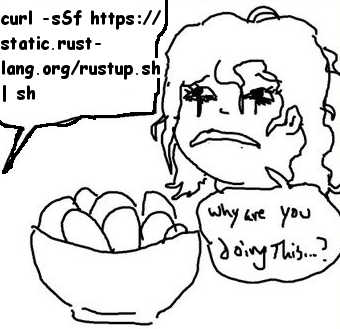 curl -sSf https://
static.rust-
lang.org/rustup.sh
| sh
why are you
doing This...?